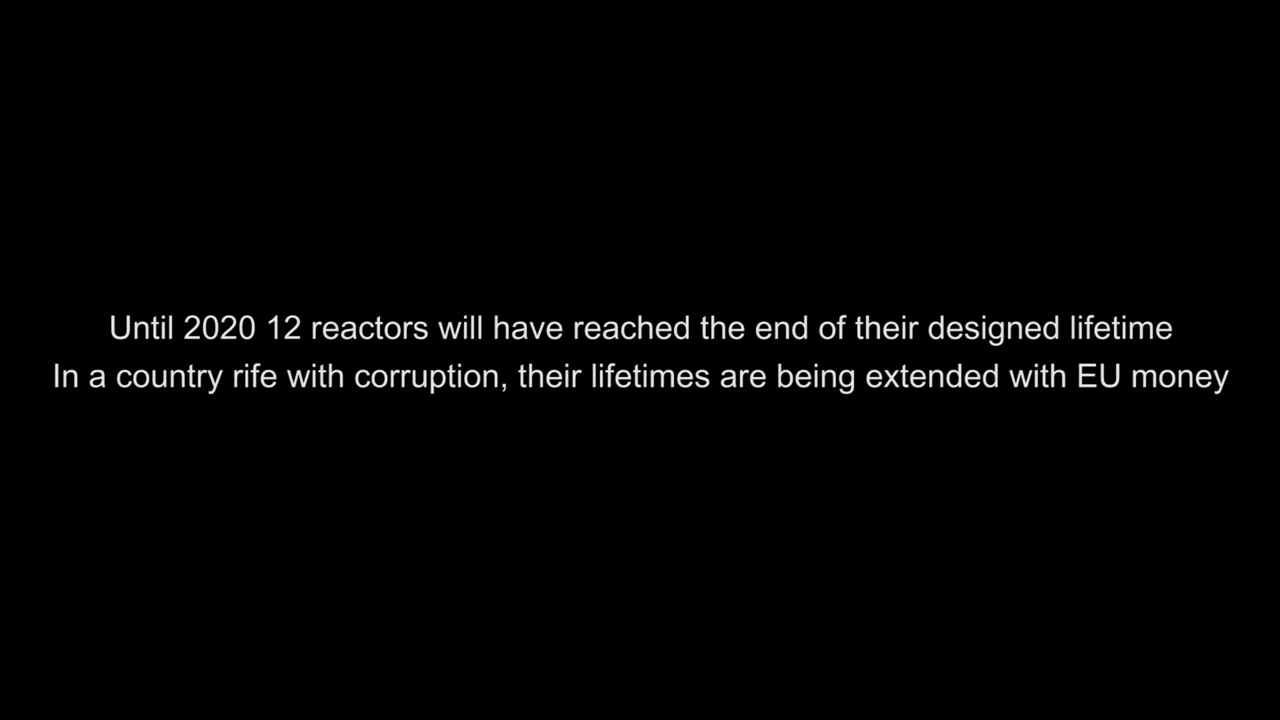 Until 2020 12 reactors will have reached the end of their designed lifetime
In a country rife with corruption, their lifetimes are being extended with EU money